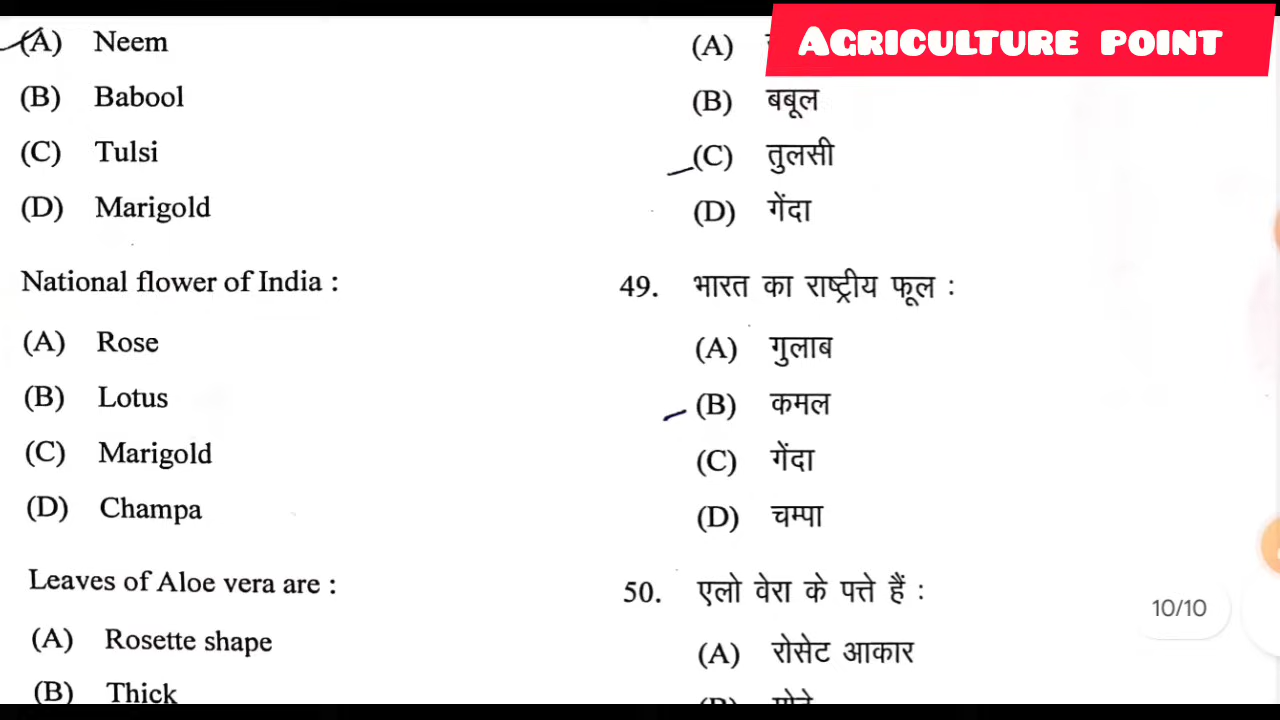 AGRICULTURE POINT
(A) Neem
(B) Babool
(C) Tulsi
(D) Marigold
National flower of India :
(A) Rose
(B) Lotus
(C) Marigold
(D) Champa
Leaves of Aloe vera are :
(A) Rosette shape
(B) Thick
(A)
(B) बबूल
(C) तुलसी
(D) गेंदा
49. भारत का राष्ट्रीय फूल :
(A) गुलाब
(B) कमल
(C) गेंदा
(D) चम्पा
50. एलो वेरा के पत्ते हैं :
(A) रोसेट आकार
(B)
10/10